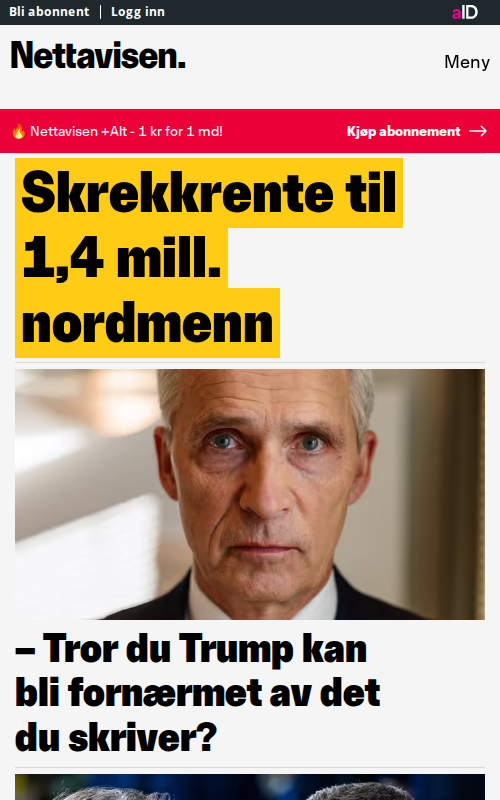 Bli abonnent | Logg inn
aID
Nettavisen.
Meny
🔥 Nettavisen +Alt - 1 kr for 1 md!
Kjøp abonnement →
Skrekkrente til
1,4 mill.
nordmenn
– Tror du Trump kan
bli fornærmet av det
du skriver?